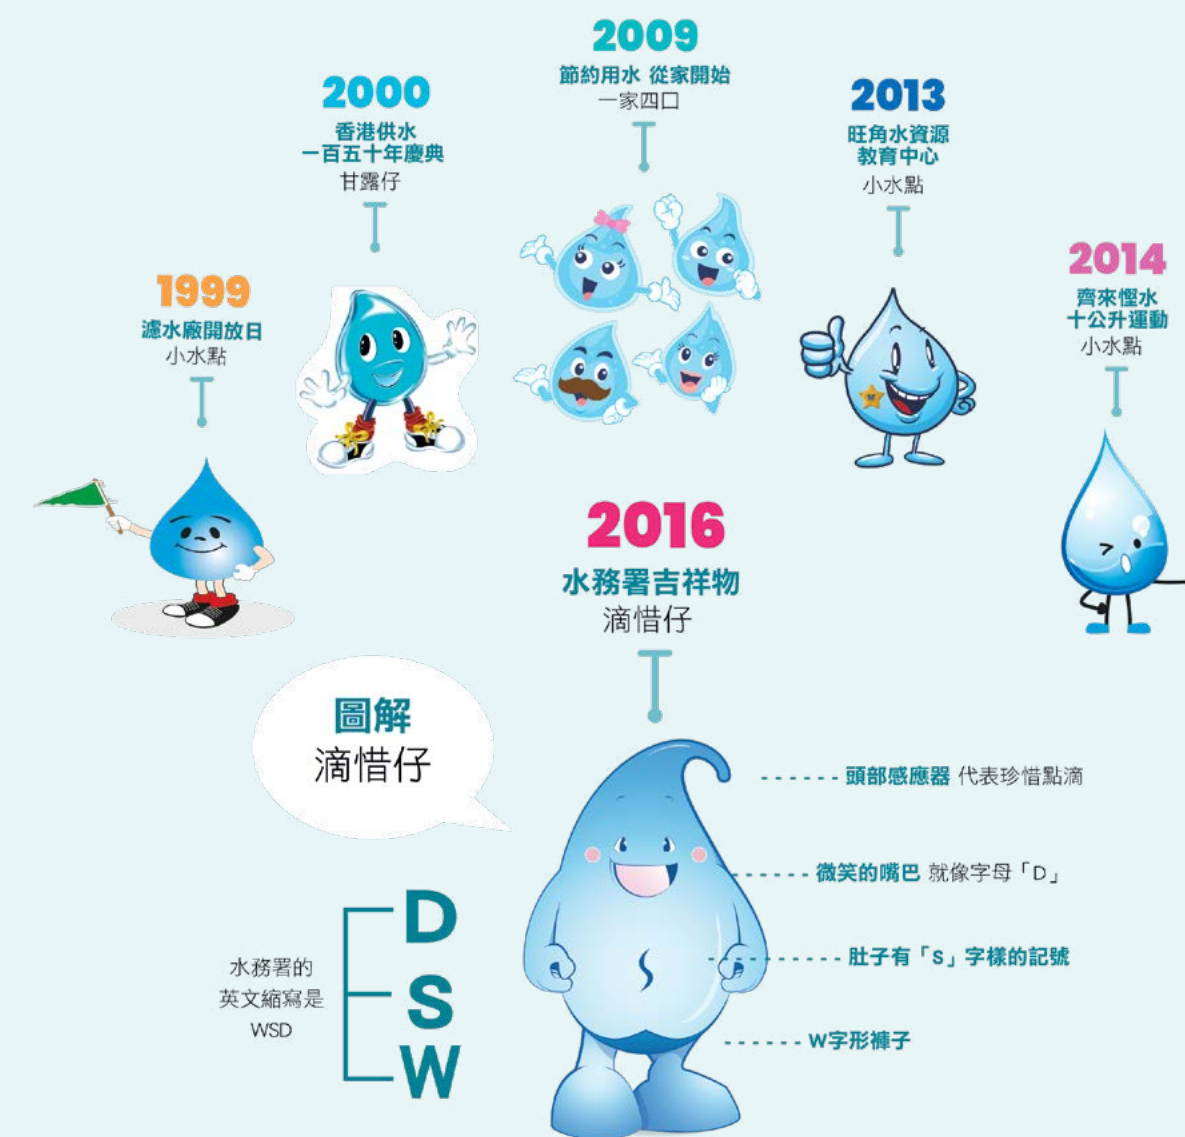 1999
濾水廠開放日
小水點
2000
香港供水
一百五十年慶典
甘露仔
2009
節約用水 從家開始
一家四口
2013
旺角水資源
教育中心
小水點
2014
齊來慳水
十公升運動
小水點
2016
水務署吉祥物
滴惜仔
圖解
滴惜仔
頭部感應器 代表珍惜點滴
微笑的嘴巴 就像字母「D」
肚子有「S」字樣的記號
W字形褲子
水務署的
英文縮寫是
WSD
D
S
W